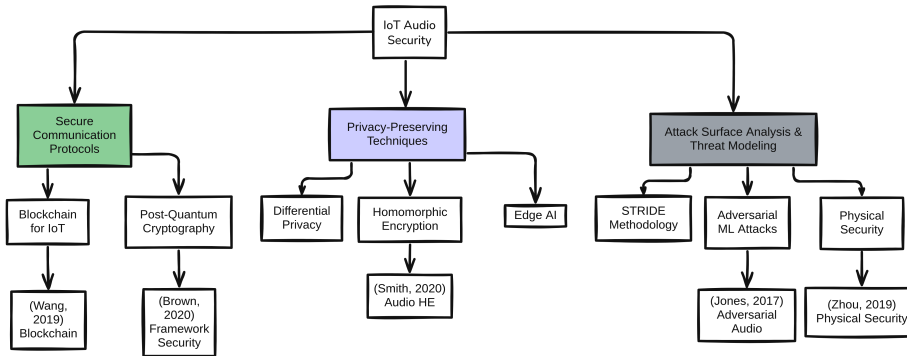 IoT Audio
Security
Secure
Communication
Protocols
Privacy-Preserving
Techniques
Attack Surface Analysis &
Threat Modeling
Blockchain
for IoT
Post-Quantum
Cryptography
Differential
Privacy
Homomorphic
Encryption
Edge AI
STRIDE
Methodology
Adversarial
ML Attacks
Physical
Security
(Wang,
2019)
Blockchain
(Brown,
2020)
Framework
Security
(Smith, 2020)
Audio HE
(Jones, 2017)
Adversarial
Audio
(Zhou, 2019)
Physical Security